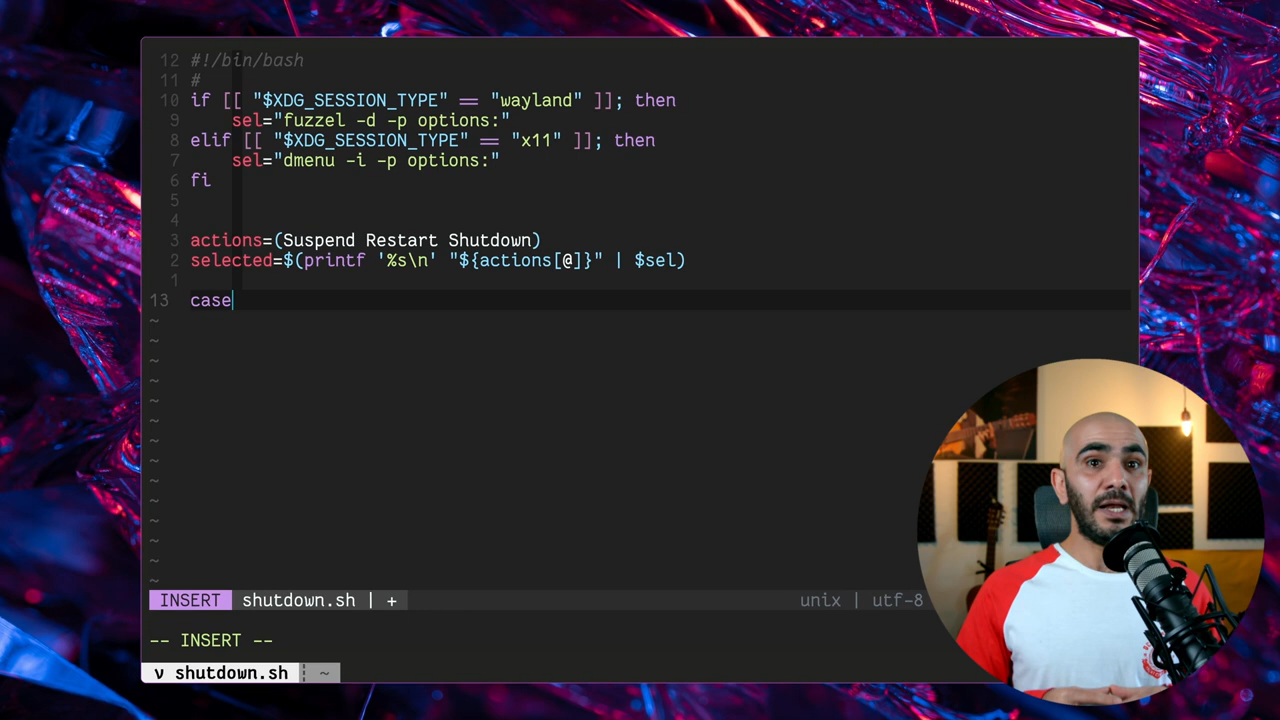 12 #!/bin/bash
11 #
10 if [[ "$XDG_SESSION_TYPE" == "wayland" ]]; then
9     sel="fuzzel -d -p options:"
8 elif [[ "$XDG_SESSION_TYPE" == "x11" ]]; then
7     sel="dmenu -i -p options:"
6 fi
5
4
3 actions=(Suspend Restart Shutdown)
2 selected=$(printf '%s\n' "${actions[@]}" | $sel)
1
13 case
~
~
~
~
~
~
~
~
~
~
~
~
~
~
INSERT shutdown.sh | + unix | utf-8
-- INSERT --
ν shutdown.sh ~